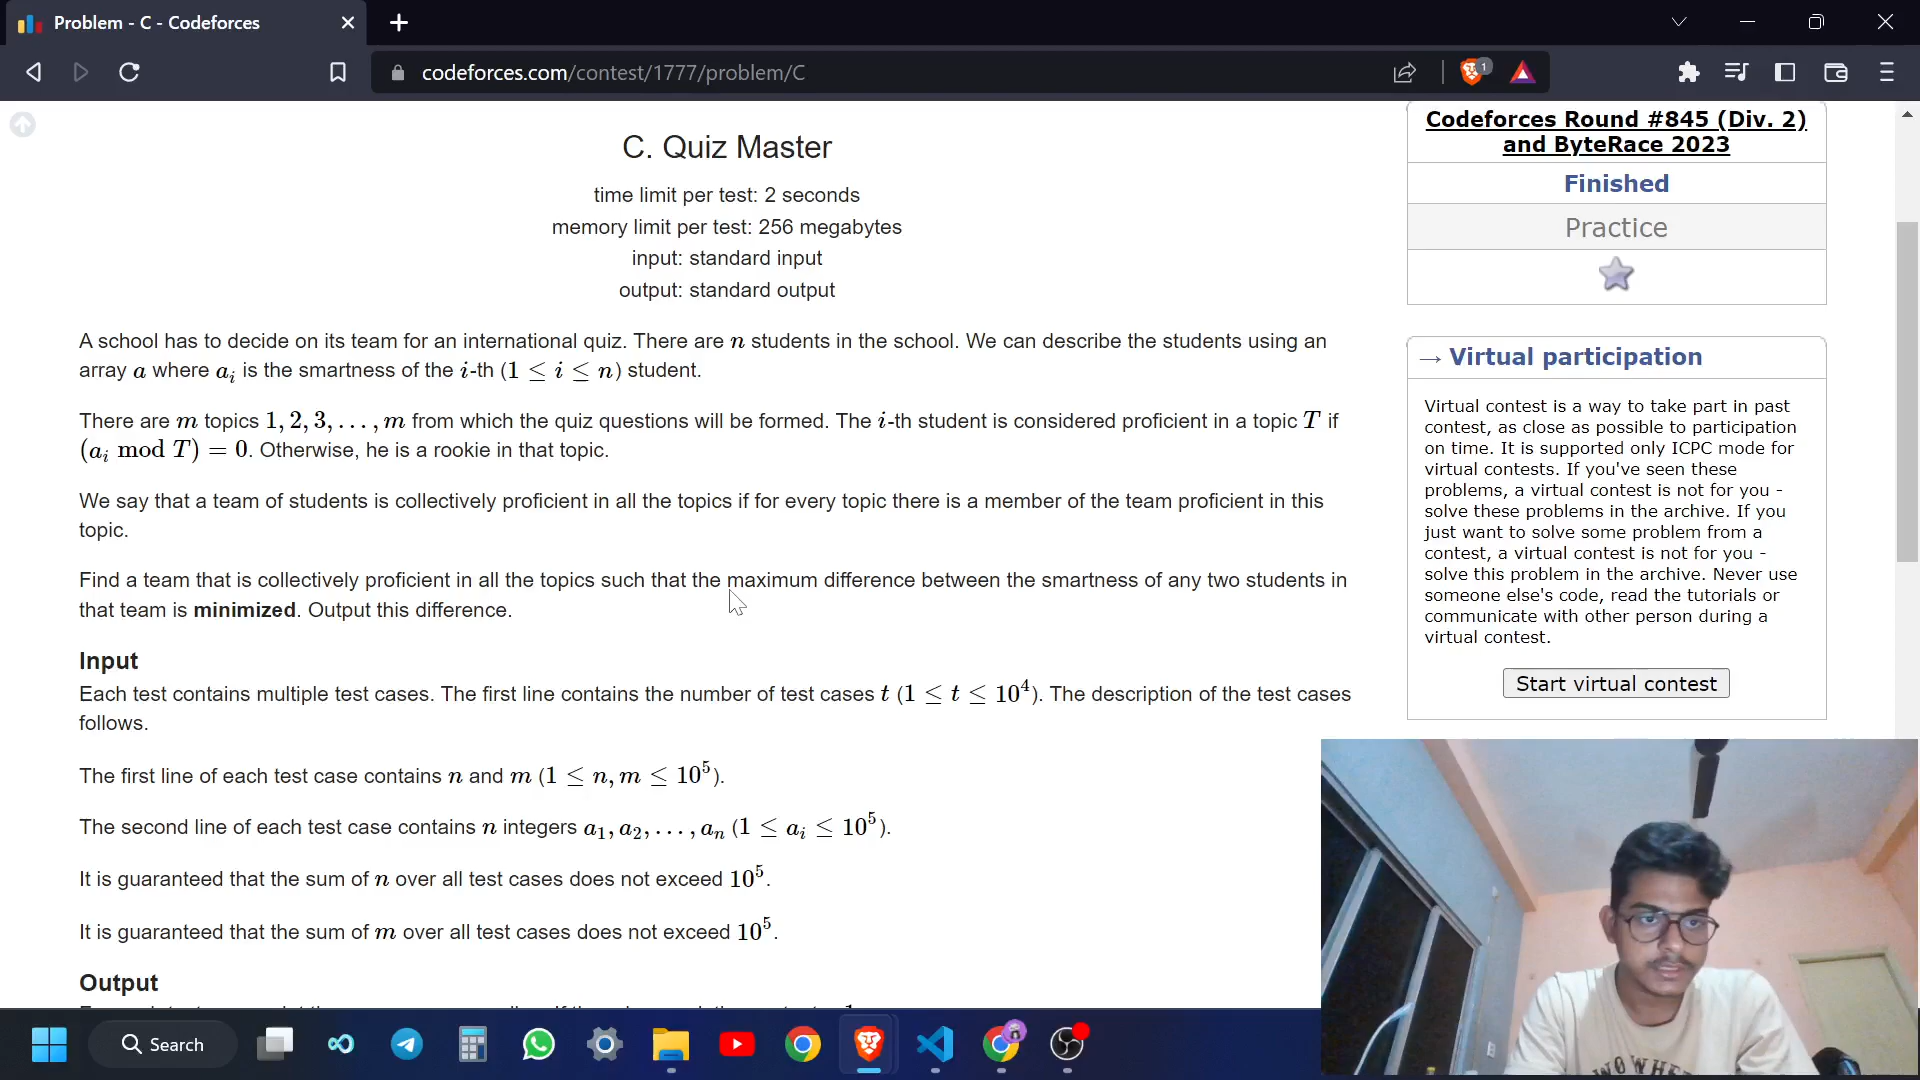 Problem - C - Codeforces
codeforces.com/contest/1777/problem/C
1
C. Quiz Master
time limit per test: 2 seconds
memory limit per test: 256 megabytes
input: standard input
output: standard output
A school has to decide on its team for an international quiz. There are n students in the school. We can describe the students using an
array a where aᵢ is the smartness of the i-th (1 ≤ i ≤ n) student.
There are m topics 1, 2, 3, . . . , m from which the quiz questions will be formed. The i-th student is considered proficient in a topic T if
(aᵢ mod T) = 0. Otherwise, he is a rookie in that topic.
We say that a team of students is collectively proficient in all the topics if for every topic there is a member of the team proficient in this
topic.
Find a team that is collectively proficient in all the topics such that the maximum difference between the smartness of any two students in
that team is minimized. Output this difference.
Input
Each test contains multiple test cases. The first line contains the number of test cases t (1 ≤ t ≤ 10⁴). The description of the test cases
follows.
The first line of each test case contains n and m (1 ≤ n, m ≤ 10⁵).
The second line of each test case contains n integers a₁, a₂, . . . , aₙ (1 ≤ aᵢ ≤ 10⁵).
It is guaranteed that the sum of n over all test cases does not exceed 10⁵.
It is guaranteed that the sum of m over all test cases does not exceed 10⁵.
Output
Codeforces Round #845 (Div. 2)
and ByteRace 2023
Finished
Practice
→ Virtual participation
Virtual contest is a way to take part in past
contest, as close as possible to participation
on time. It is supported only ICPC mode for
virtual contests. If you've seen these
problems, a virtual contest is not for you -
solve these problems in the archive. If you
just want to solve some problem from a
contest, a virtual contest is not for you -
solve this problem in the archive. Never use
someone else's code, read the tutorials or
communicate with other person during a
virtual contest.
Start virtual contest
Search